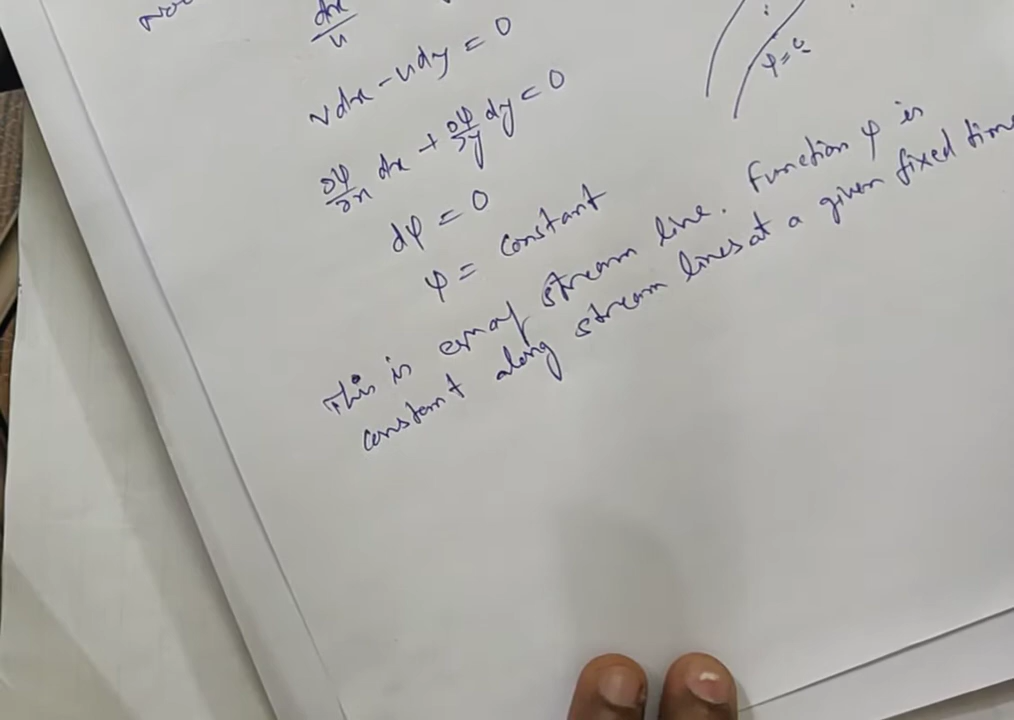 dx/u
vdx - udy = 0
∂ψ/∂x dx + ∂ψ/∂y dy = 0
dψ = 0
ψ = c
ψ = constant
This is eqn of stream line. Function ψ is
constant along stream lines at a given fixed time